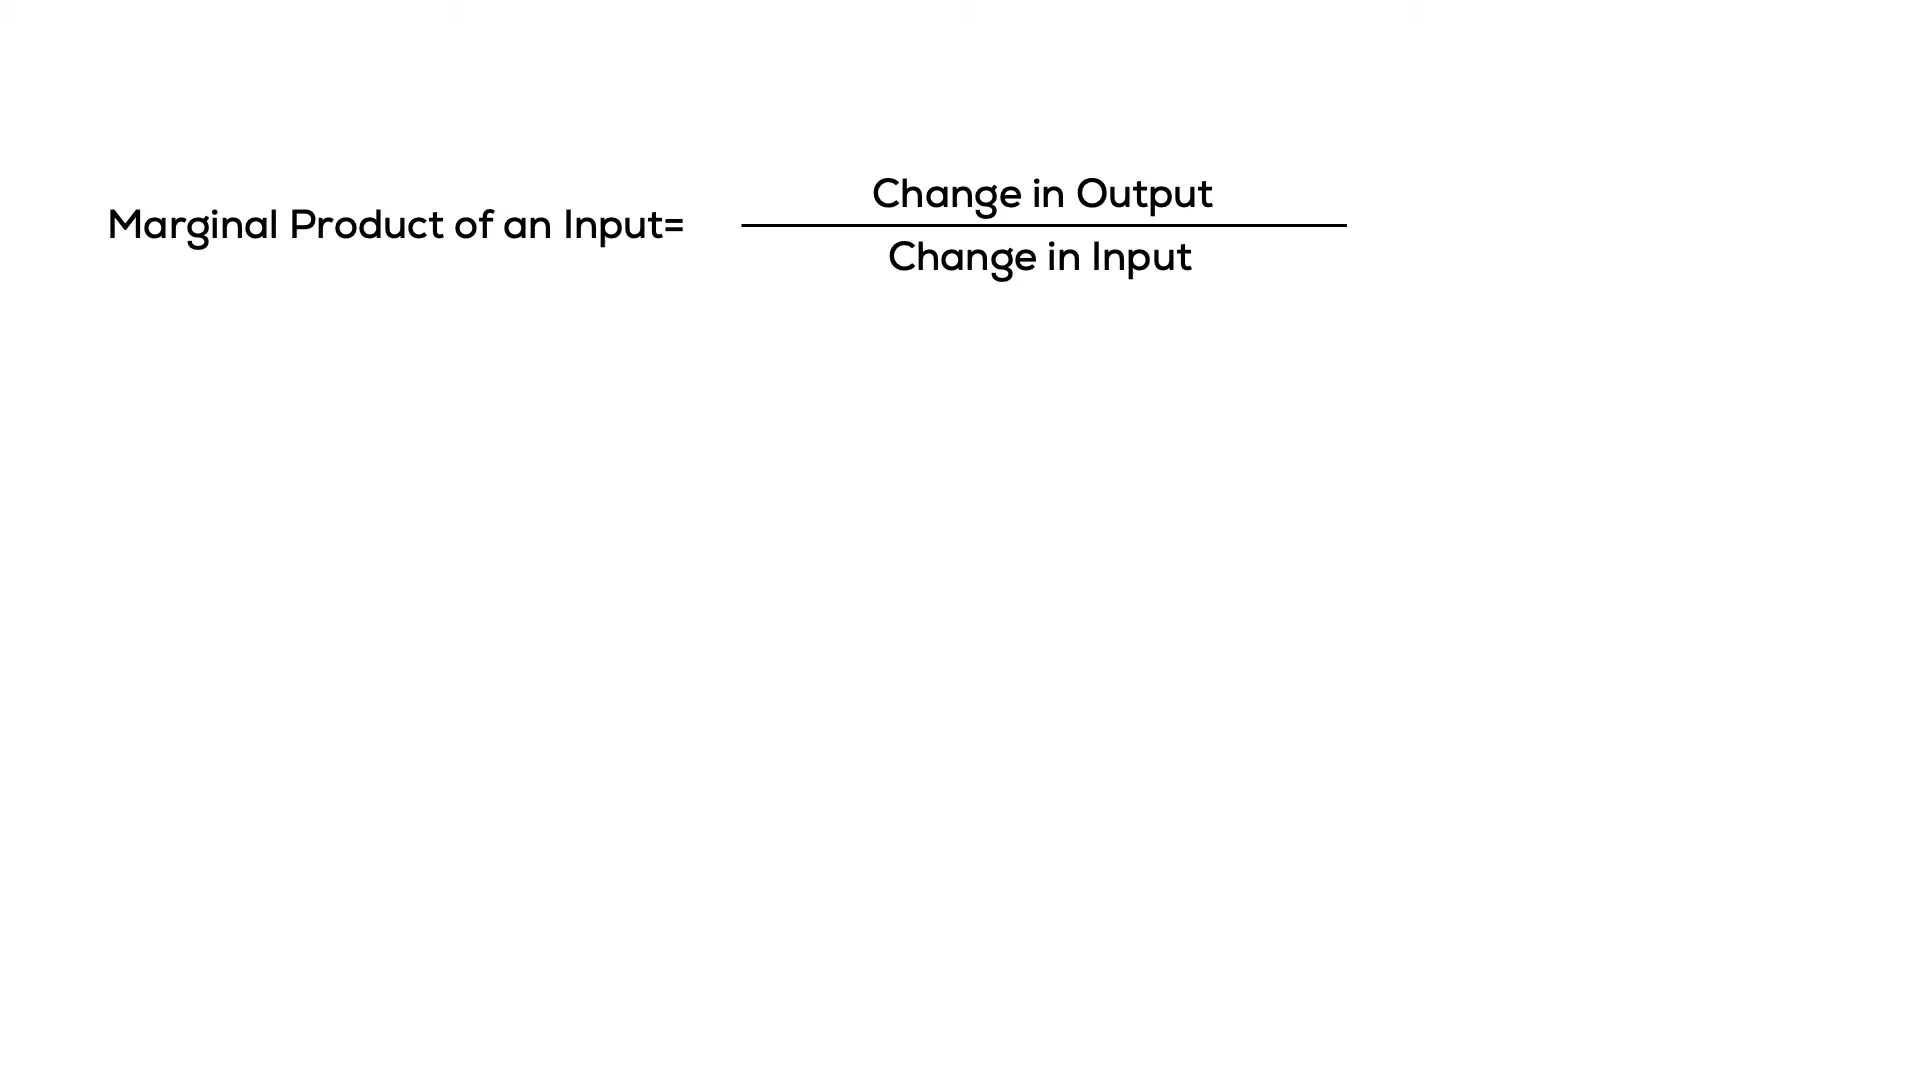 Marginal Product of an Input=
Change in Output
Change in Input